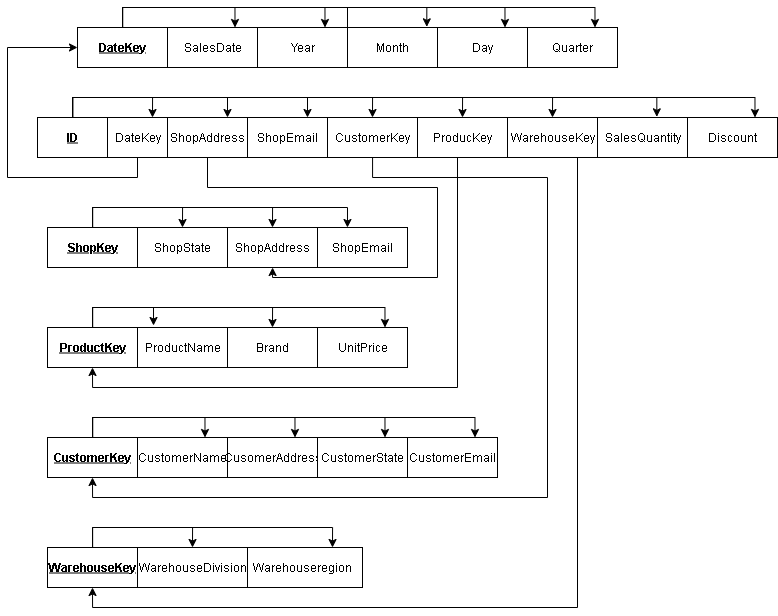 DateKey SalesDate Year Month Day Quarter
ID DateKey ShopAddress ShopEmail CustomerKey ProducKey WarehouseKey SalesQuantity Discount
ShopKey ShopState ShopAddress ShopEmail
ProductKey ProductName Brand UnitPrice
CustomerKey CustomerName CusomerAddress CustomerState CustomerEmail
WarehouseKey WarehouseDivision Warehouseregion